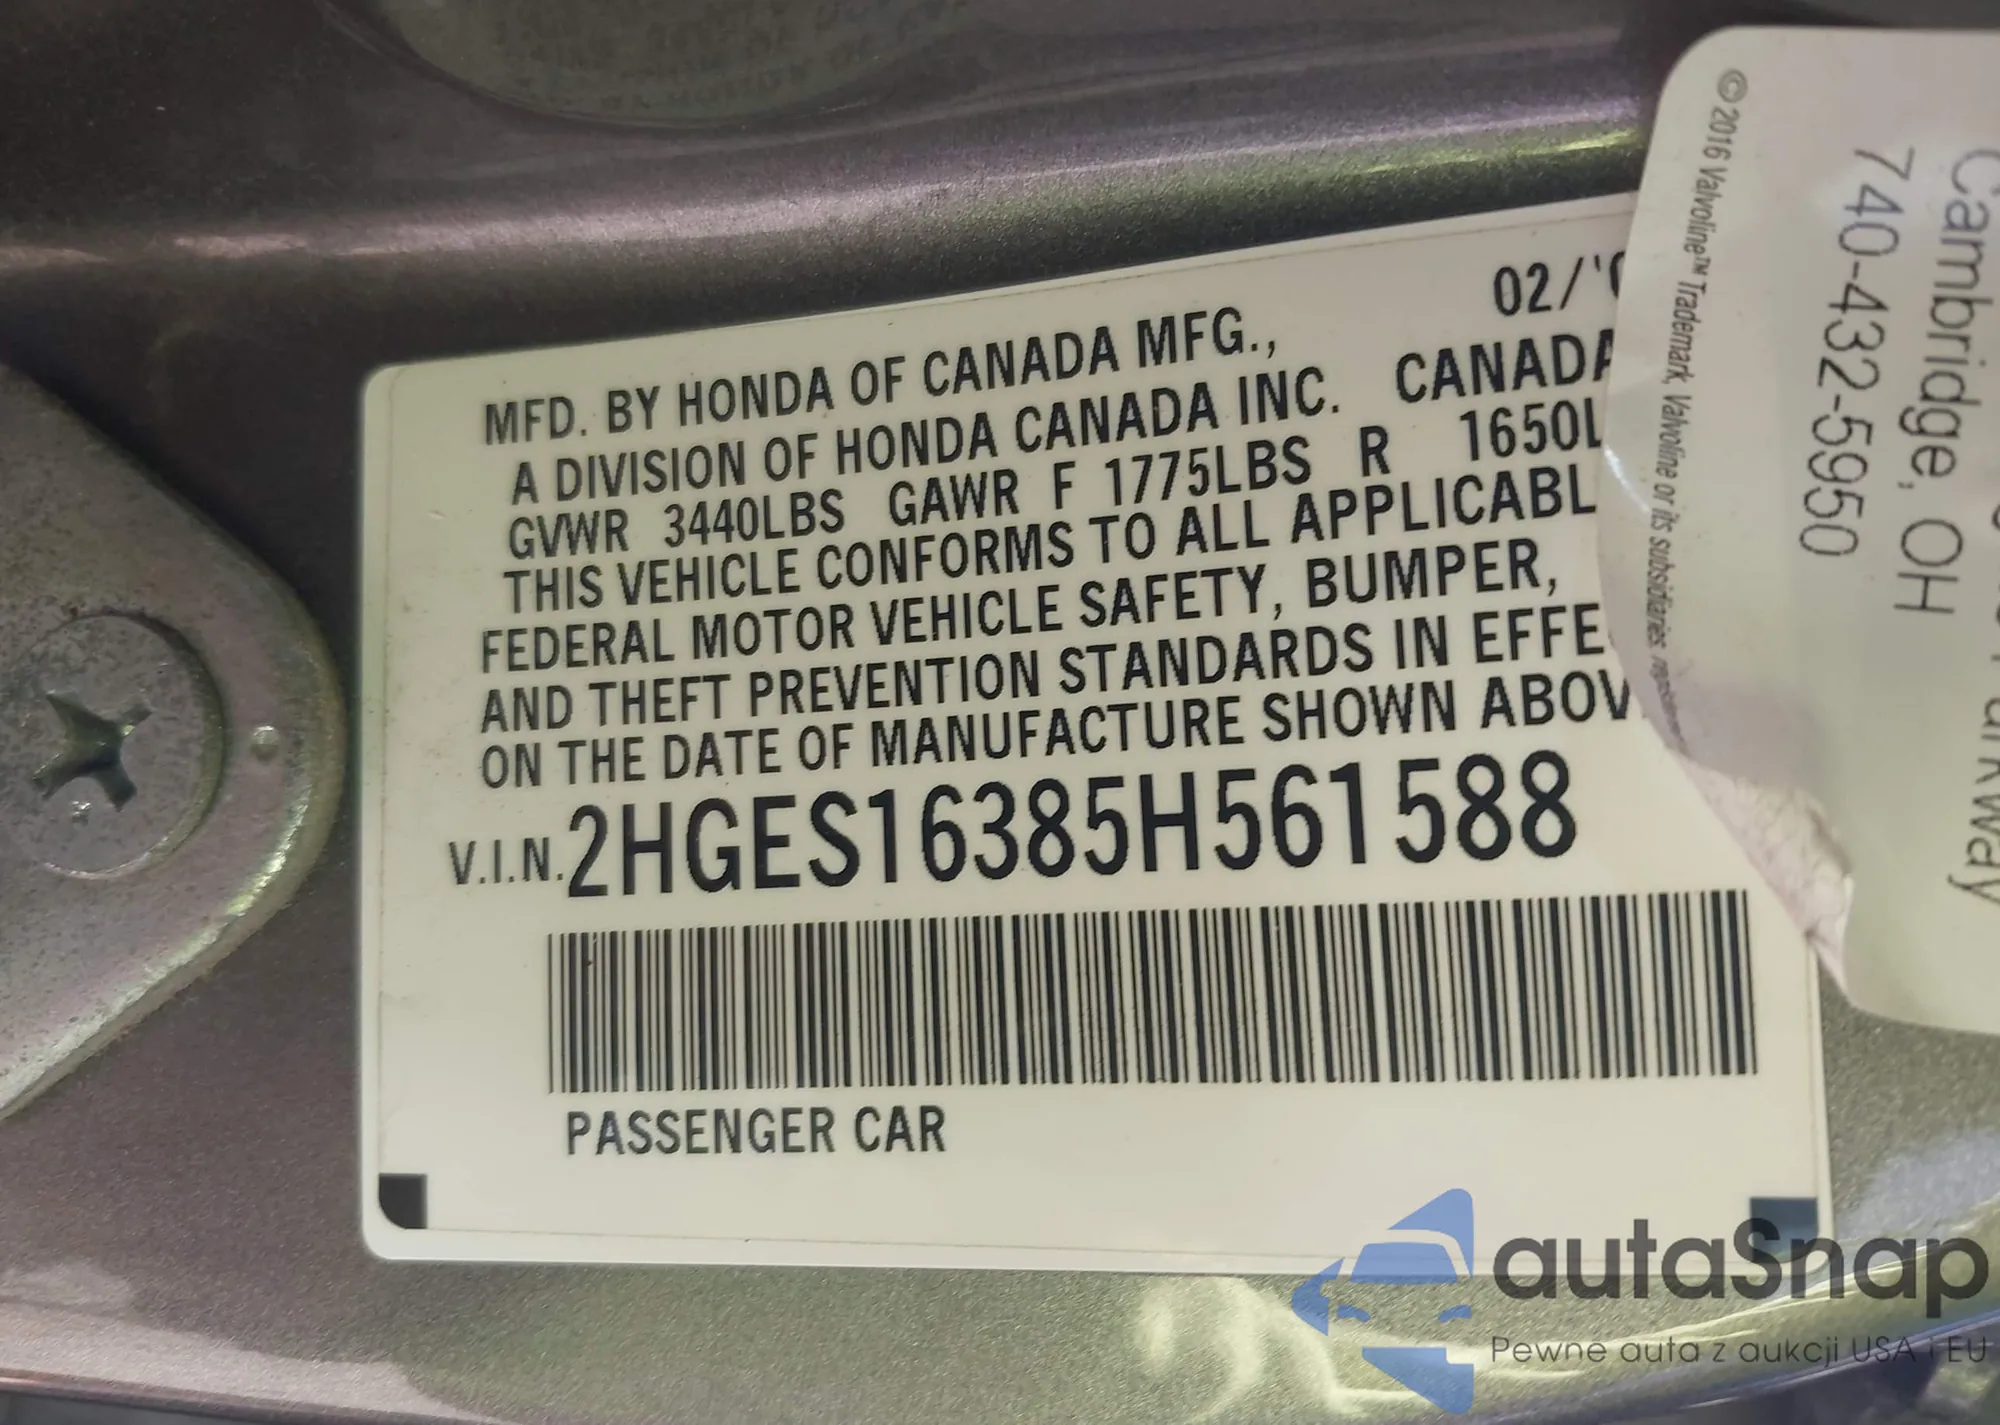 02/'0
MFD. BY HONDA OF CANADA MFG.,
A DIVISION OF HONDA CANADA INC. CANADA
GVWR 3440LBS GAWR F 1775LBS R 1650L
THIS VEHICLE CONFORMS TO ALL APPLICABL
FEDERAL MOTOR VEHICLE SAFETY, BUMPER,
AND THEFT PREVENTION STANDARDS IN EFFE
ON THE DATE OF MANUFACTURE SHOWN ABOV
V.I.N. 2HGES16385H561588
PASSENGER CAR
Cambridge, OH
740-432-5950
©2016 Valvoline™ Trademark, Valvoline or its subsidiaries,
autaSnap
Pewne auta z aukcji USA i EU